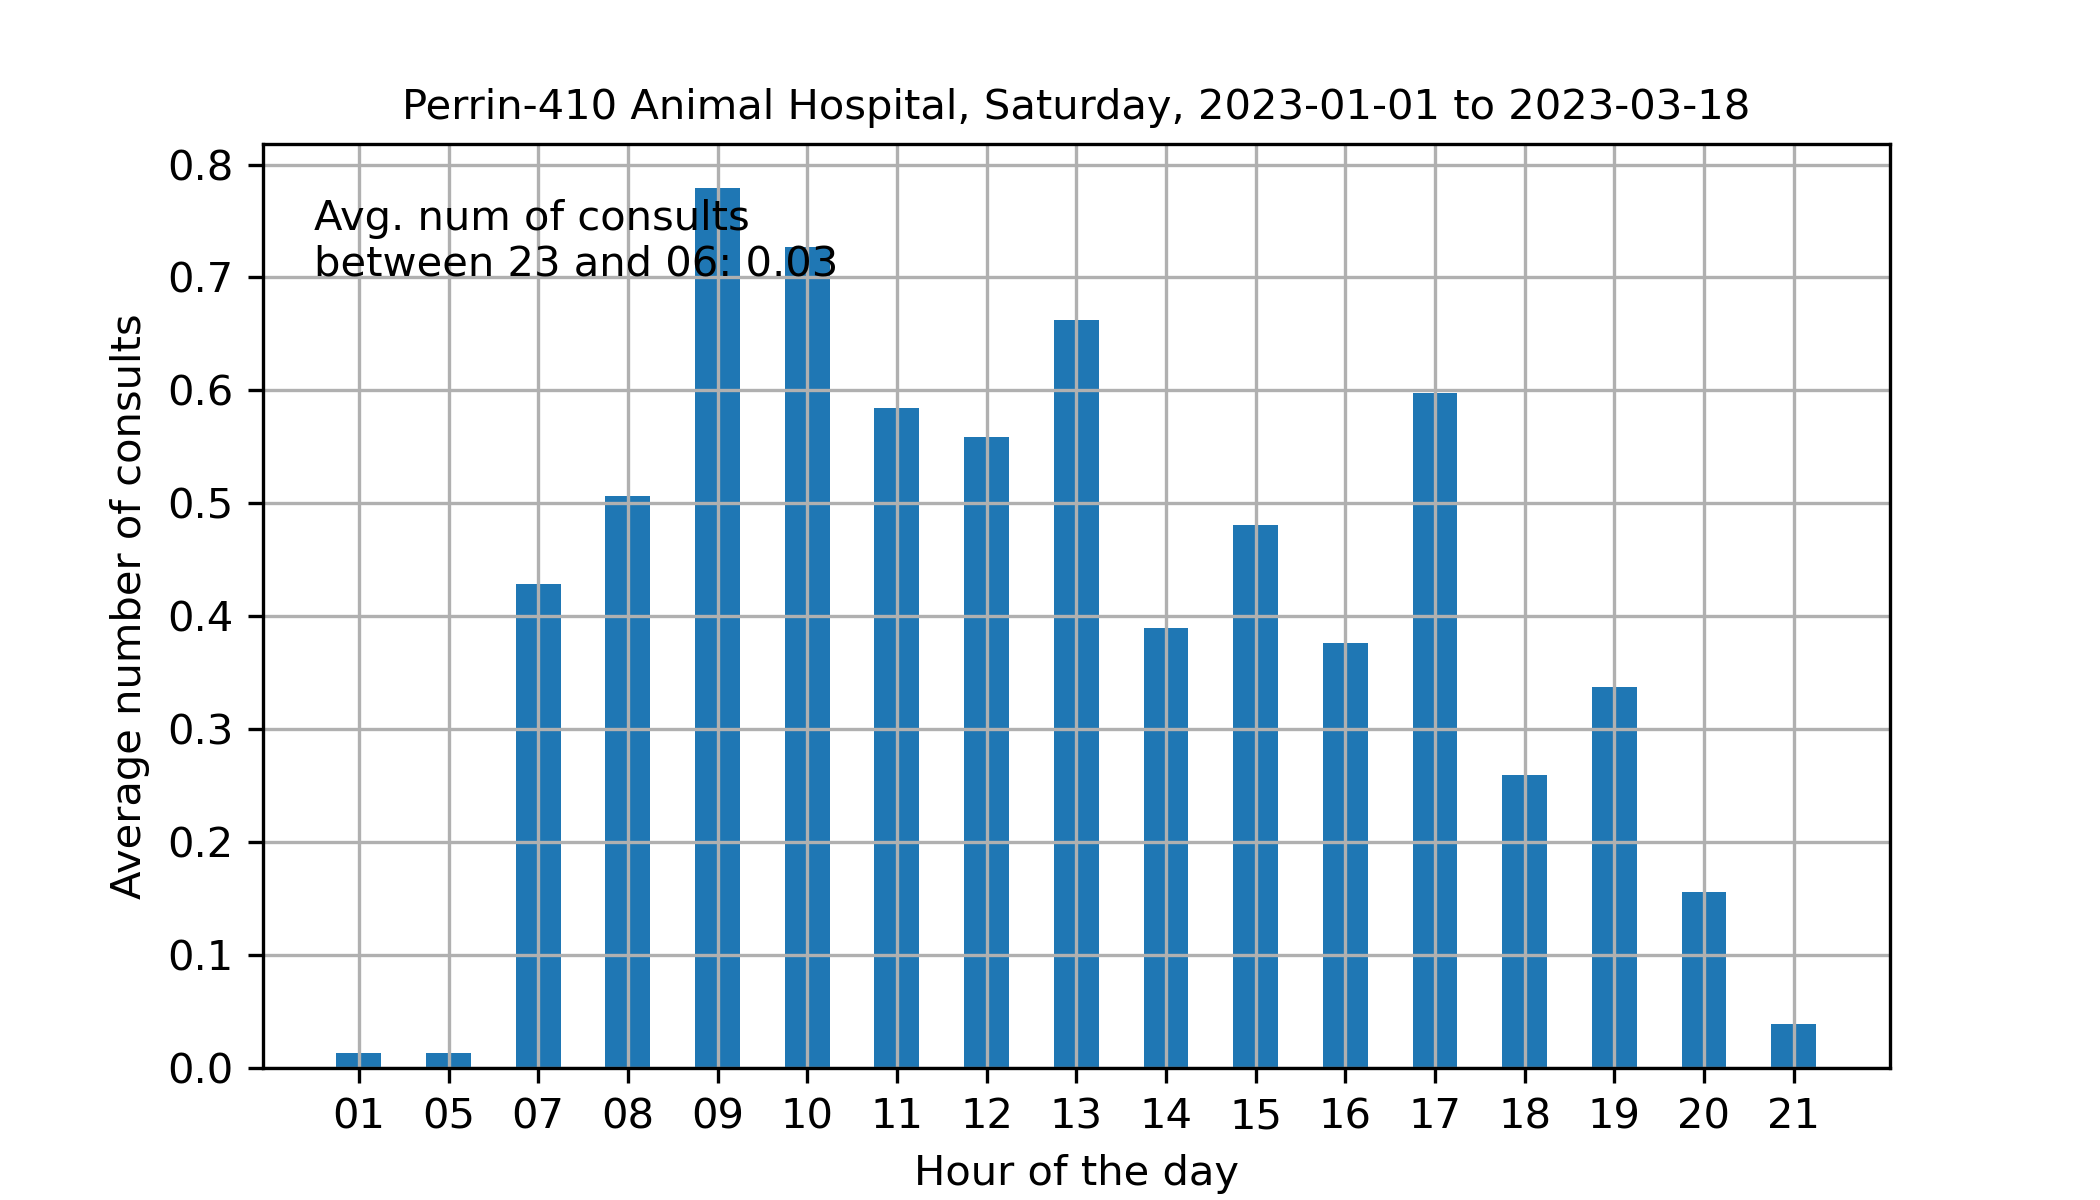 Perrin-410 Animal Hospital, Saturday, 2023-01-01 to 2023-03-18
Avg. num of consults
between 23 and 06: 0.03
Average number of consults
0.8
0.7
0.6
0.5
0.4
0.3
0.2
0.1
0.0
01 05 07 08 09 10 11 12 13 14 15 16 17 18 19 20 21
Hour of the day